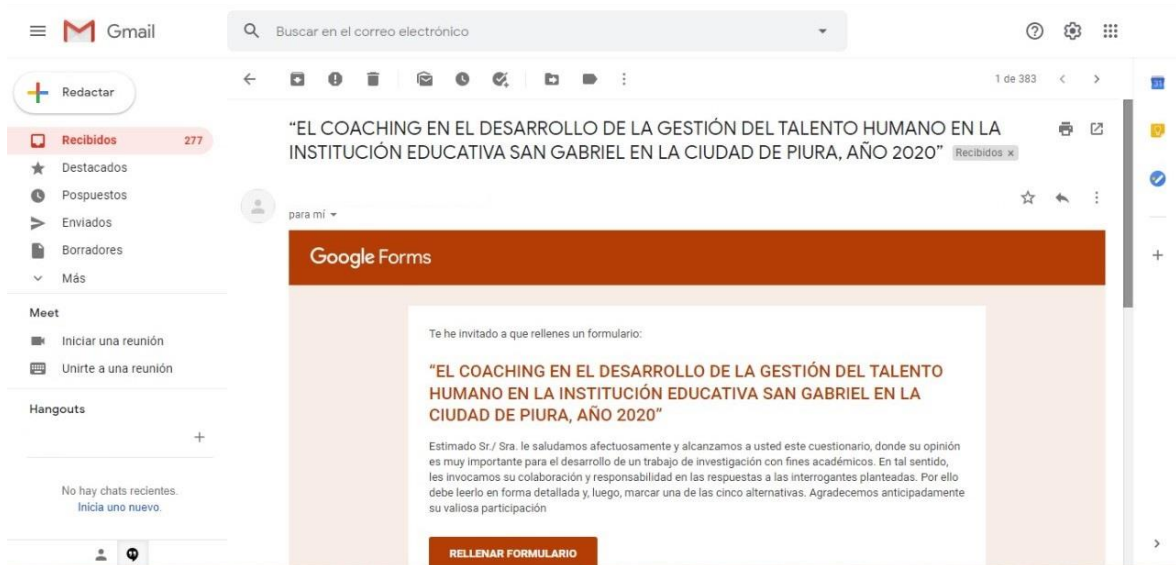 Gmail
Buscar en el correo electrónico
Redactar
1 de 383
Recibidos 277
Destacados
Pospuestos
Enviados
Borradores
Más
Meet
Iniciar una reunión
Unirte a una reunión
Hangouts
No hay chats recientes.
Inicia uno nuevo.
“EL COACHING EN EL DESARROLLO DE LA GESTIÓN DEL TALENTO HUMANO EN LA
INSTITUCIÓN EDUCATIVA SAN GABRIEL EN LA CIUDAD DE PIURA, AÑO 2020” Recibidos x
para mí
Google Forms
Te he invitado a que rellenes un formulario:
“EL COACHING EN EL DESARROLLO DE LA GESTIÓN DEL TALENTO
HUMANO EN LA INSTITUCIÓN EDUCATIVA SAN GABRIEL EN LA
CIUDAD DE PIURA, AÑO 2020”
Estimado Sr./ Sra. le saludamos afectuosamente y alcanzamos a usted este cuestionario, donde su opinión
es muy importante para el desarrollo de un trabajo de investigación con fines académicos. En tal sentido,
les invocamos su colaboración y responsabilidad en las respuestas a las interrogantes planteadas. Por ello
debe leerlo en forma detallada y, luego, marcar una de las cinco alternativas. Agradecemos anticipadamente
su valiosa participación
RELLENAR FORMULARIO
31